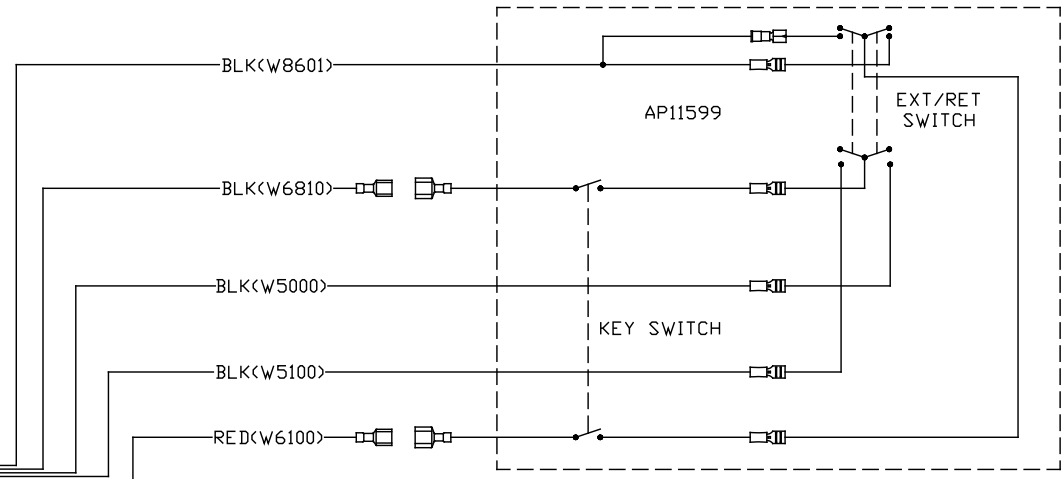 BLK(W8601)
AP11599
EXT/RET
SWITCH
BLK(W6810)
BLK(W5000)
KEY SWITCH
BLK(W5100)
RED(W6100)